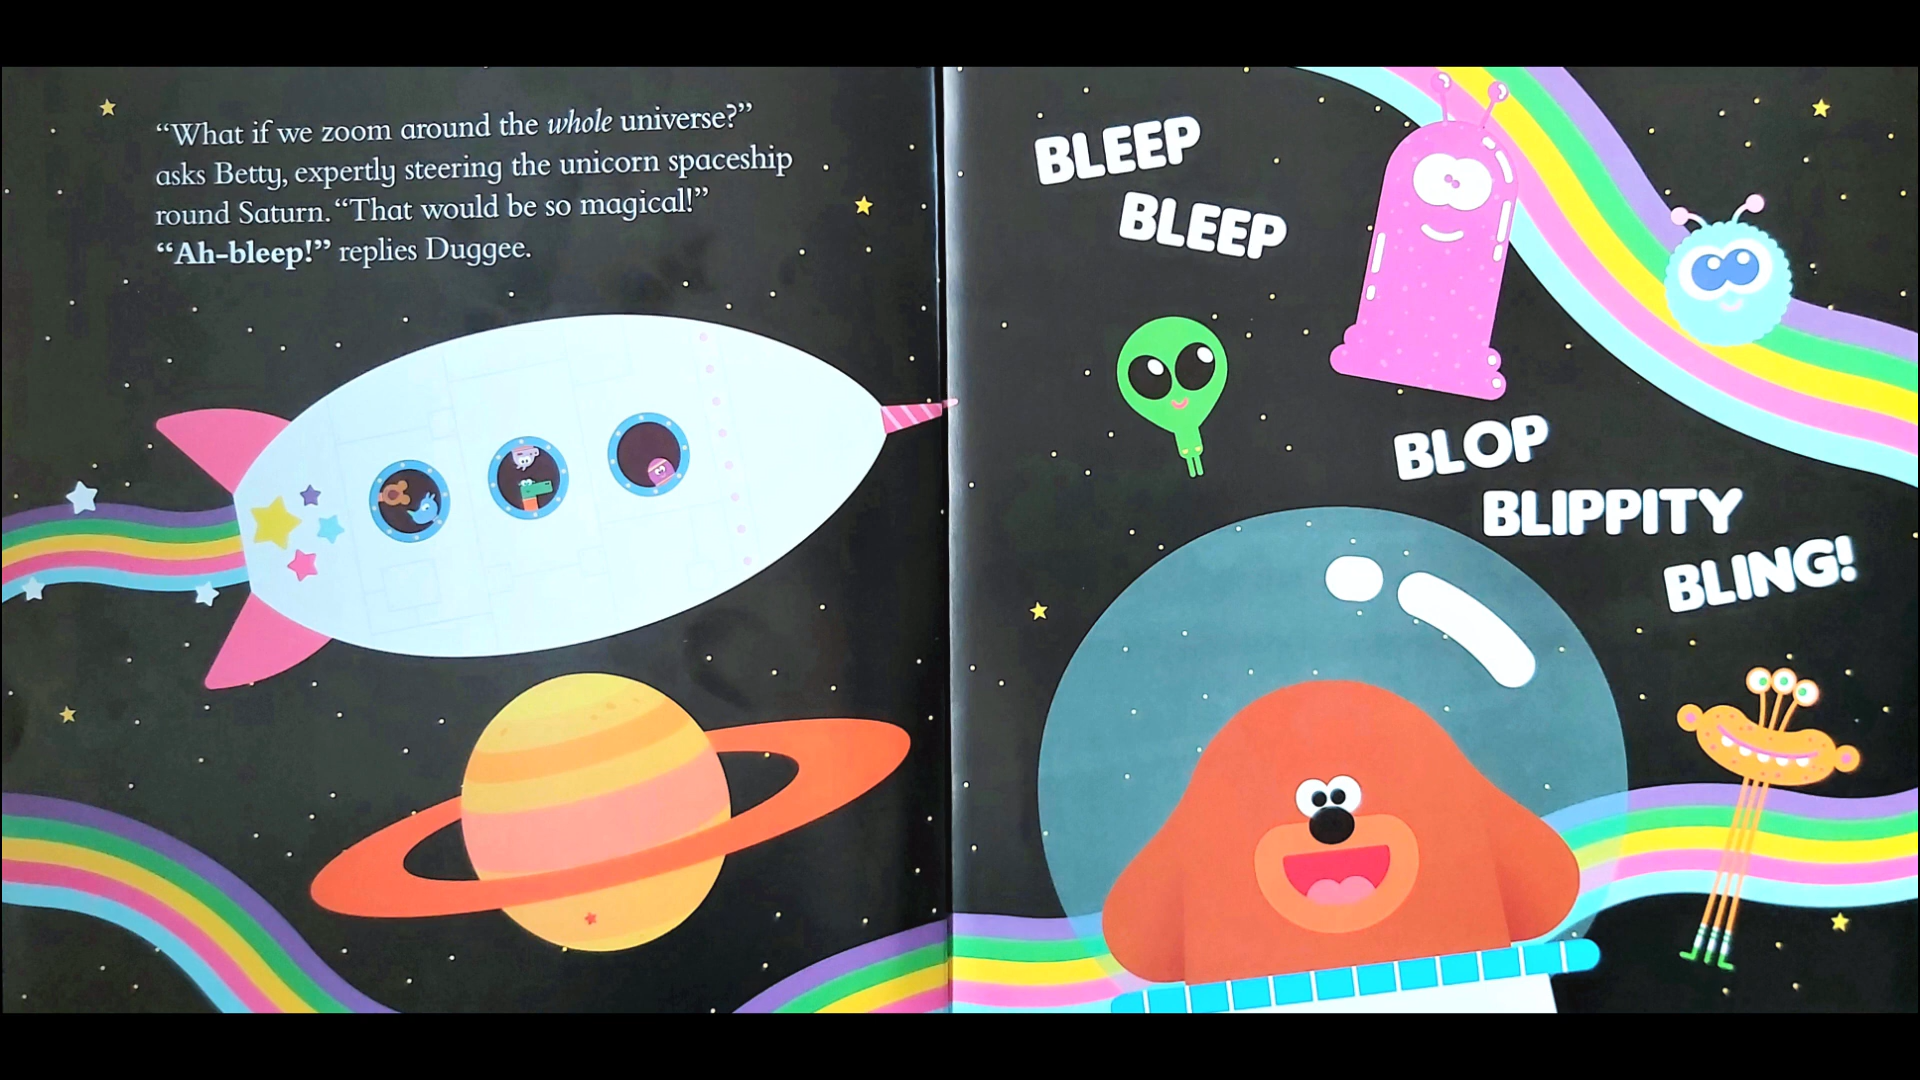 “What if we zoom around the whole universe?”
asks Betty, expertly steering the unicorn spaceship
round Saturn. “That would be so magical!”
“Ah-bleep!” replies Duggee.
BLEEP
BLEEP
BLOP
BLIPPITY
BLING!